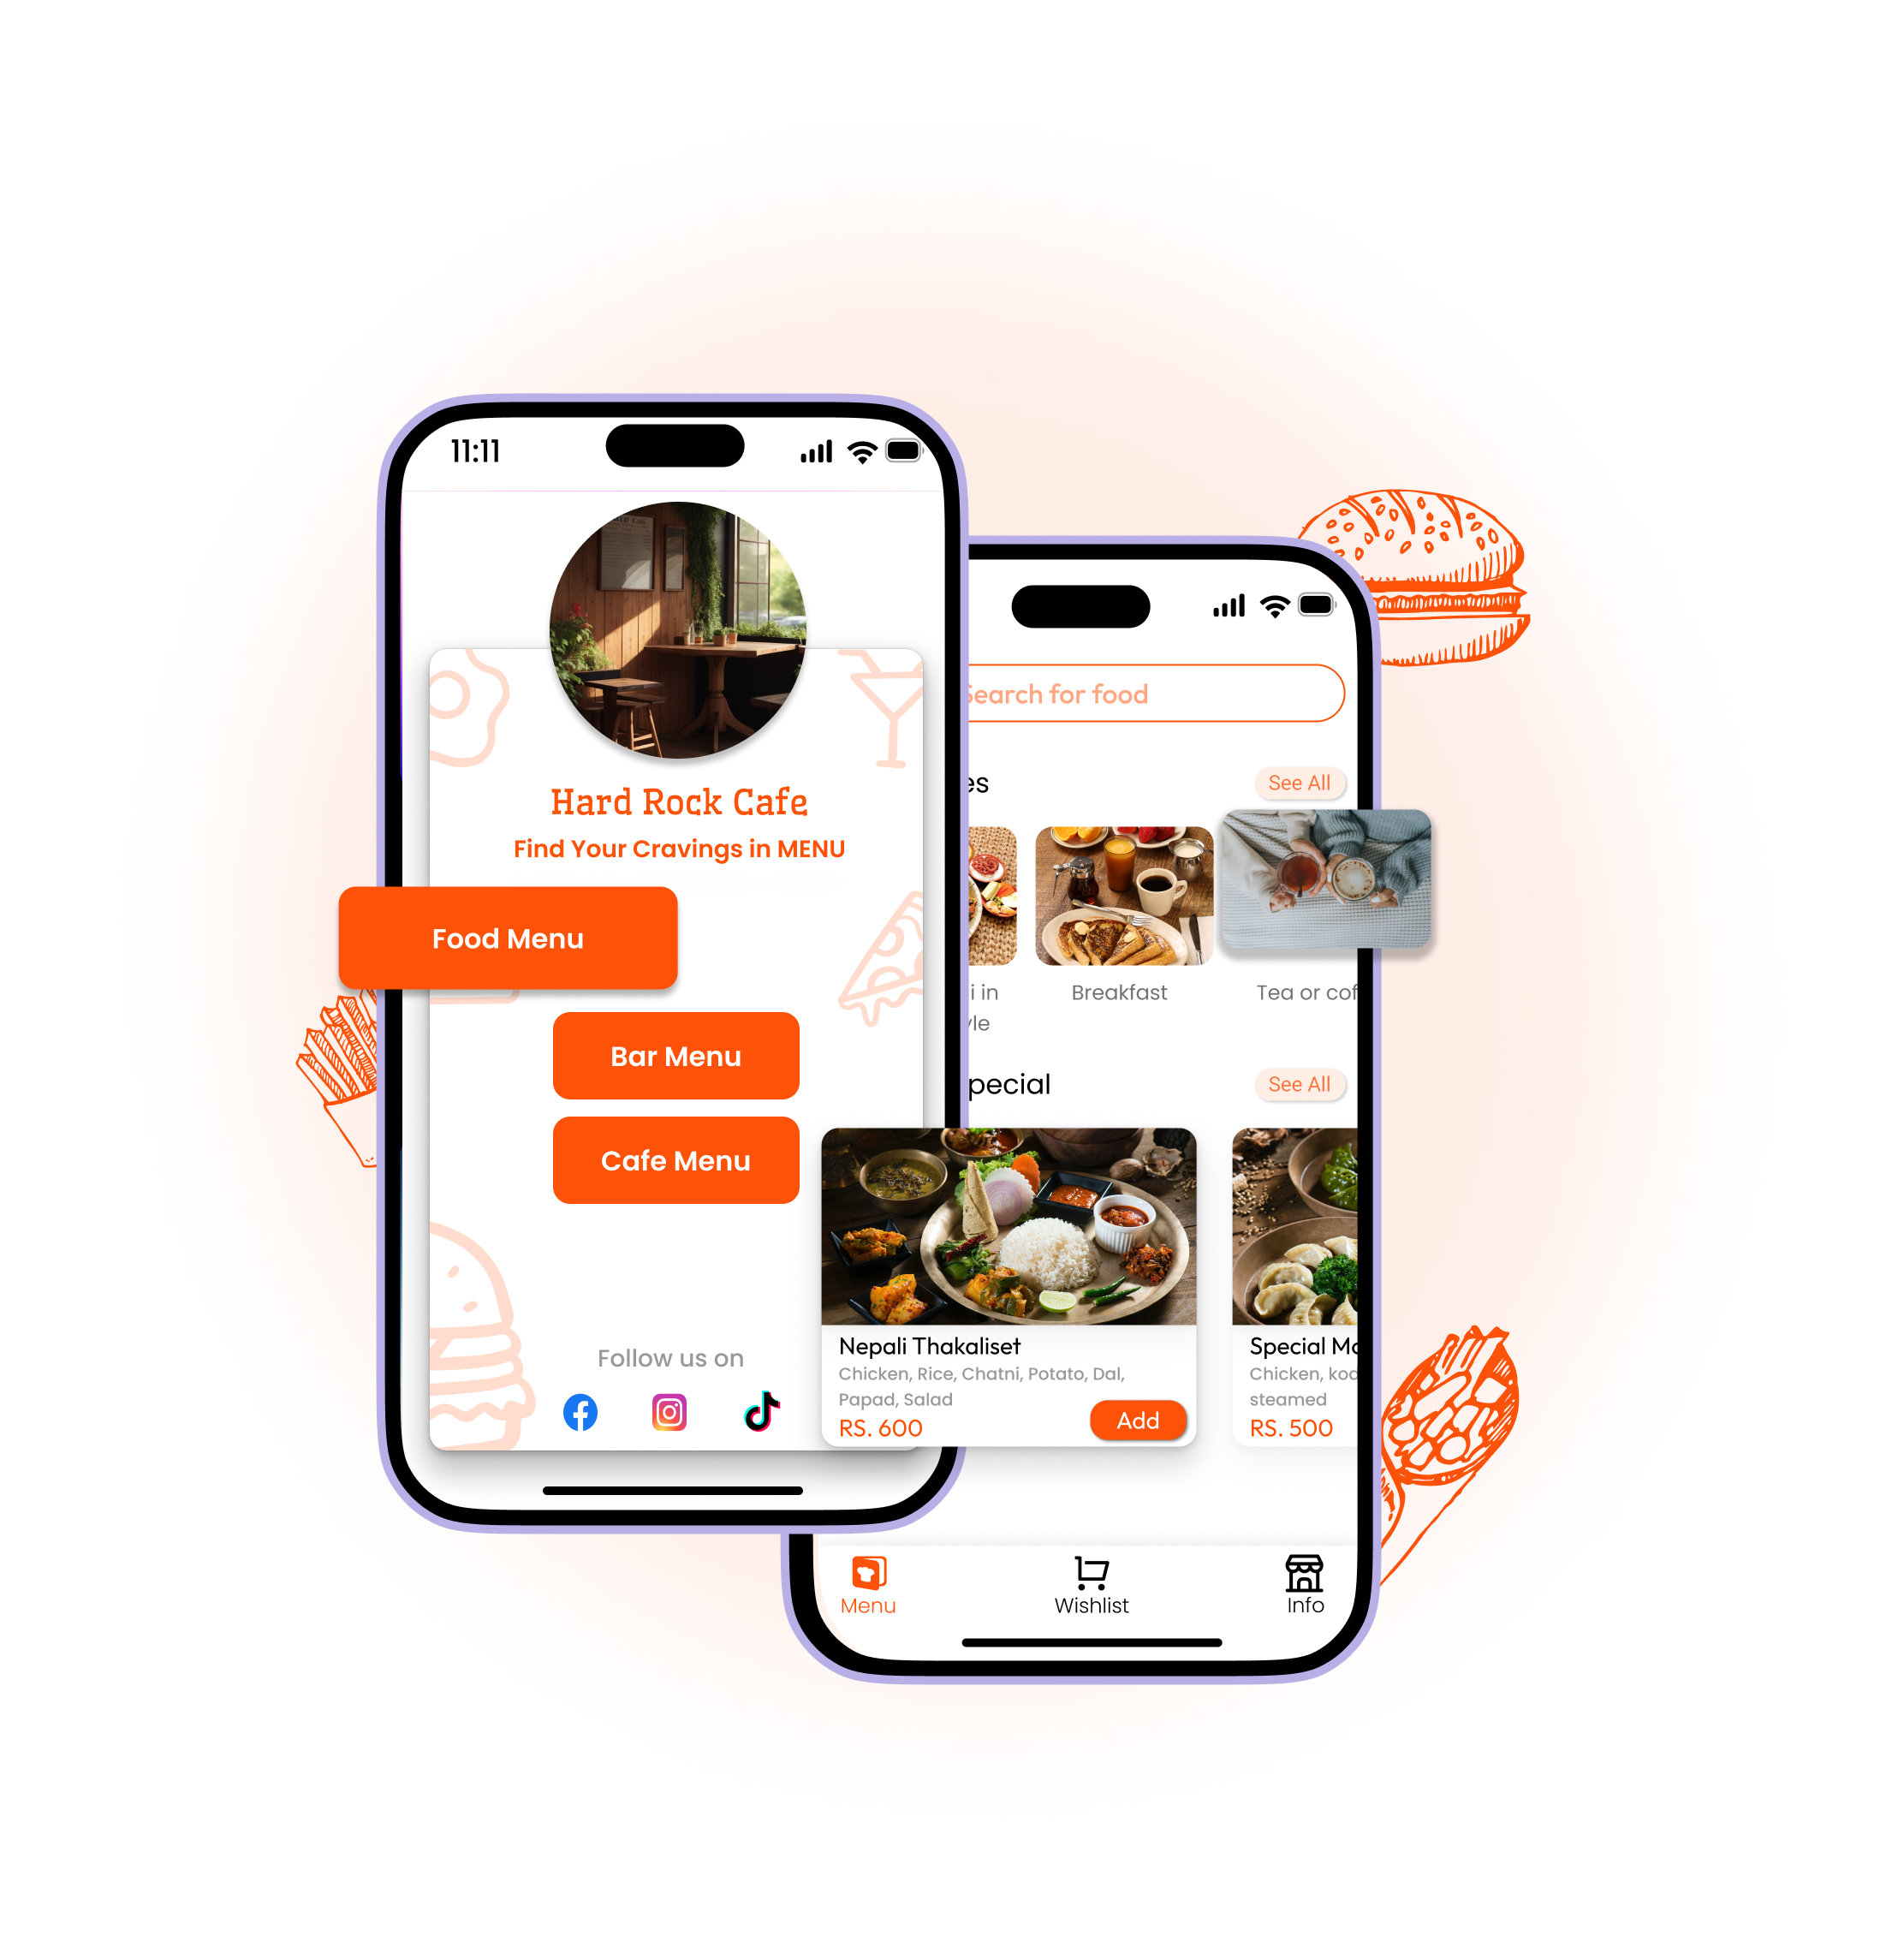 11:11
Hard Rock Cafe
Find Your Cravings in MENU
Food Menu
Bar Menu
Cafe Menu
Follow us on
Search for food
es
See All
i in
yle
Breakfast
Tea or cof
pecial
See All
Nepali Thakaliset
Chicken, Rice, Chatni, Potato, Dal,
Papad, Salad
RS. 600
Add
Special Mo
Chicken, koo
steamed
RS. 500
Menu
Wishlist
Info